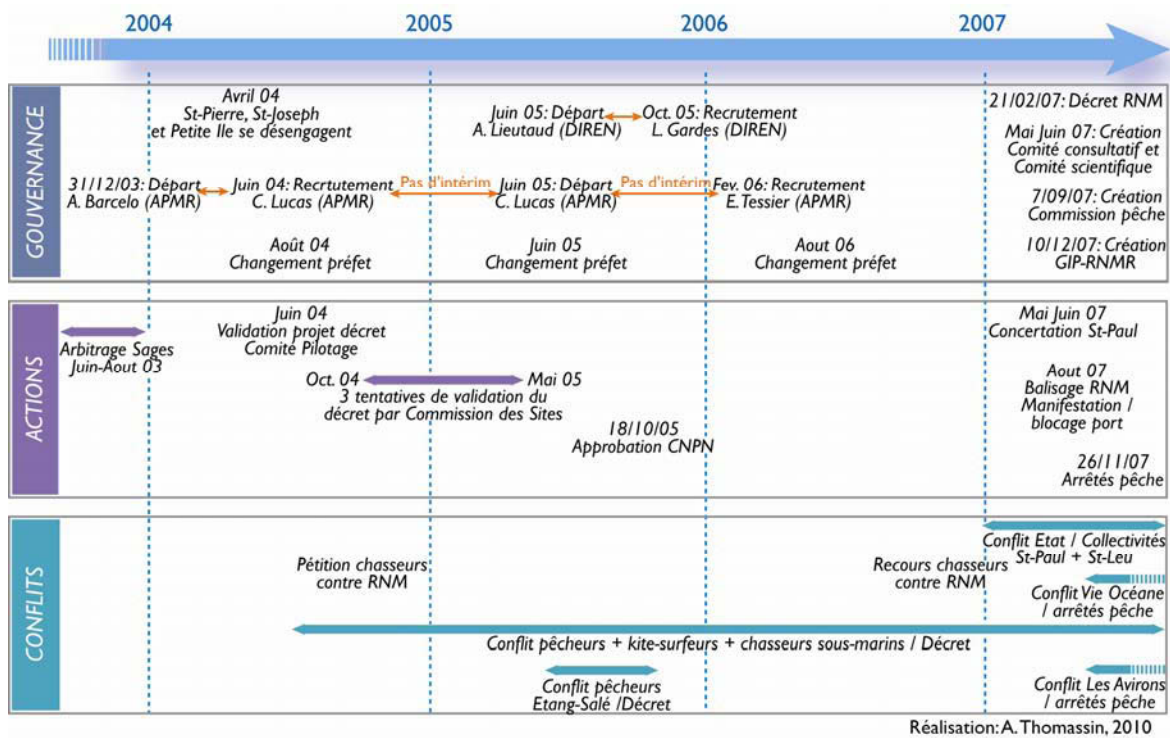 2004
2005
2006
2007
GOUVERNANCE
Avril 04
St-Pierre, St-Joseph
et Petite Ile se désengagent
Juin 05: Départ
A. Lieutaud (DIREN)
Oct. 05: Recrutement
L. Gardes (DIREN)
21/02/07: Décret RNM
Mai Juin 07: Création
Comité consultatif et
Comité scientifique
31/12/03: Départ
A. Barcelo (APMR)
Juin 04: Recrtutement
C. Lucas (APMR)
Pas d'intérim
Juin 05: Départ
C. Lucas (APMR)
Pas d'intérim
Fev. 06: Recrutement
E. Tessier (APMR)
7/09/07: Création
Commission pêche
Août 04
Changement préfet
Juin 05
Changement préfet
Aout 06
Changement préfet
10/12/07: Création
GIP-RNMR
ACTIONS
Arbitrage Sages
Juin-Aout 03
Juin 04
Validation projet décret
Comité Pilotage
Oct. 04
Mai 05
3 tentatives de validation du
décret par Commission des Sites
18/10/05
Approbation CNPN
Mai Juin 07
Concertation St-Paul
Aout 07
Balisage RNM
Manifestation /
blocage port
26/11/07
Arrêtés pêche
CONFLITS
Pétition chasseurs
contre RNM
Recours chasseurs
contre RNM
Conflit Etat / Collectivités
St-Paul + St-Leu
Conflit Vie Océane
/ arrêtés pêche
Conflit pêcheurs + kite-surfeurs + chasseurs sous-marins / Décret
Conflit pêcheurs
Etang-Salé /Décret
Conflit Les Avirons
/ arrêtés pêche
Réalisation: A. Thomassin, 2010